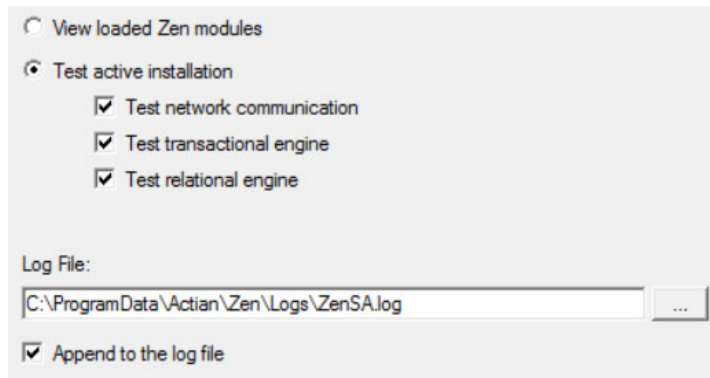 View loaded Zen modules
Test active installation
Test network communication
Test transactional engine
Test relational engine
Log File:
C:\ProgramData\Actian\Zen\Logs\ZenSA.log
...
Append to the log file